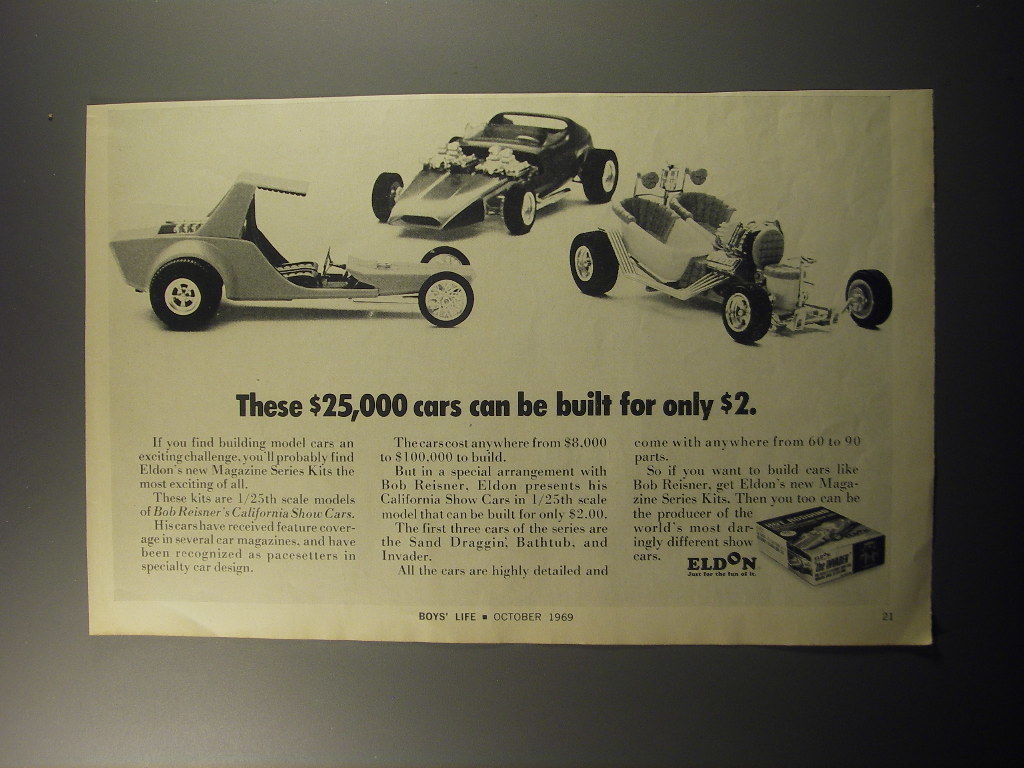 These $25,000 cars can be built for only $2.
If you find building model cars an
exciting challenge, you'll probably find
Eldon's new Magazine Series Kits the
most exciting of all.
These kits are 1/25th scale models
of Bob Reisner's California Show Cars.
His cars have received feature cover-
age in several car magazines, and have
been recognized as pacesetters in
specialty car design.
The cars cost anywhere from $8,000
to $100,000 to build.
But in a special arrangement with
Bob Reisner, Eldon presents his
California Show Cars in 1/25th scale
model that can be built for only $2.00.
The first three cars of the series are
the Sand Draggin', Bathtub, and
Invader.
All the cars are highly detailed and
come with anywhere from 60 to 90
parts.
So if you want to build cars like
Bob Reisner, get Eldon's new Maga-
zine Series Kits. Then you too can be
the producer of the
world's most dar-
ingly different show
cars.
ELDON
Just for the fun of it.
HOT RODDING
The INVADER
BOYS' LIFE ■ OCTOBER 1969
21